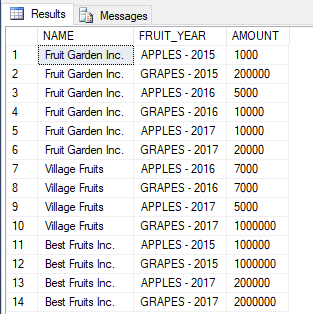 Results Messages
NAME FRUIT_YEAR AMOUNT
1 Fruit Garden Inc. APPLES - 2015 1000
2 Fruit Garden Inc. GRAPES - 2015 200000
3 Fruit Garden Inc. APPLES - 2016 5000
4 Fruit Garden Inc. GRAPES - 2016 10000
5 Fruit Garden Inc. APPLES - 2017 10000
6 Fruit Garden Inc. GRAPES - 2017 20000
7 Village Fruits APPLES - 2016 7000
8 Village Fruits GRAPES - 2016 7000
9 Village Fruits APPLES - 2017 5000
10 Village Fruits GRAPES - 2017 1000000
11 Best Fruits Inc. APPLES - 2015 100000
12 Best Fruits Inc. GRAPES - 2015 1000000
13 Best Fruits Inc. APPLES - 2017 200000
14 Best Fruits Inc. GRAPES - 2017 2000000